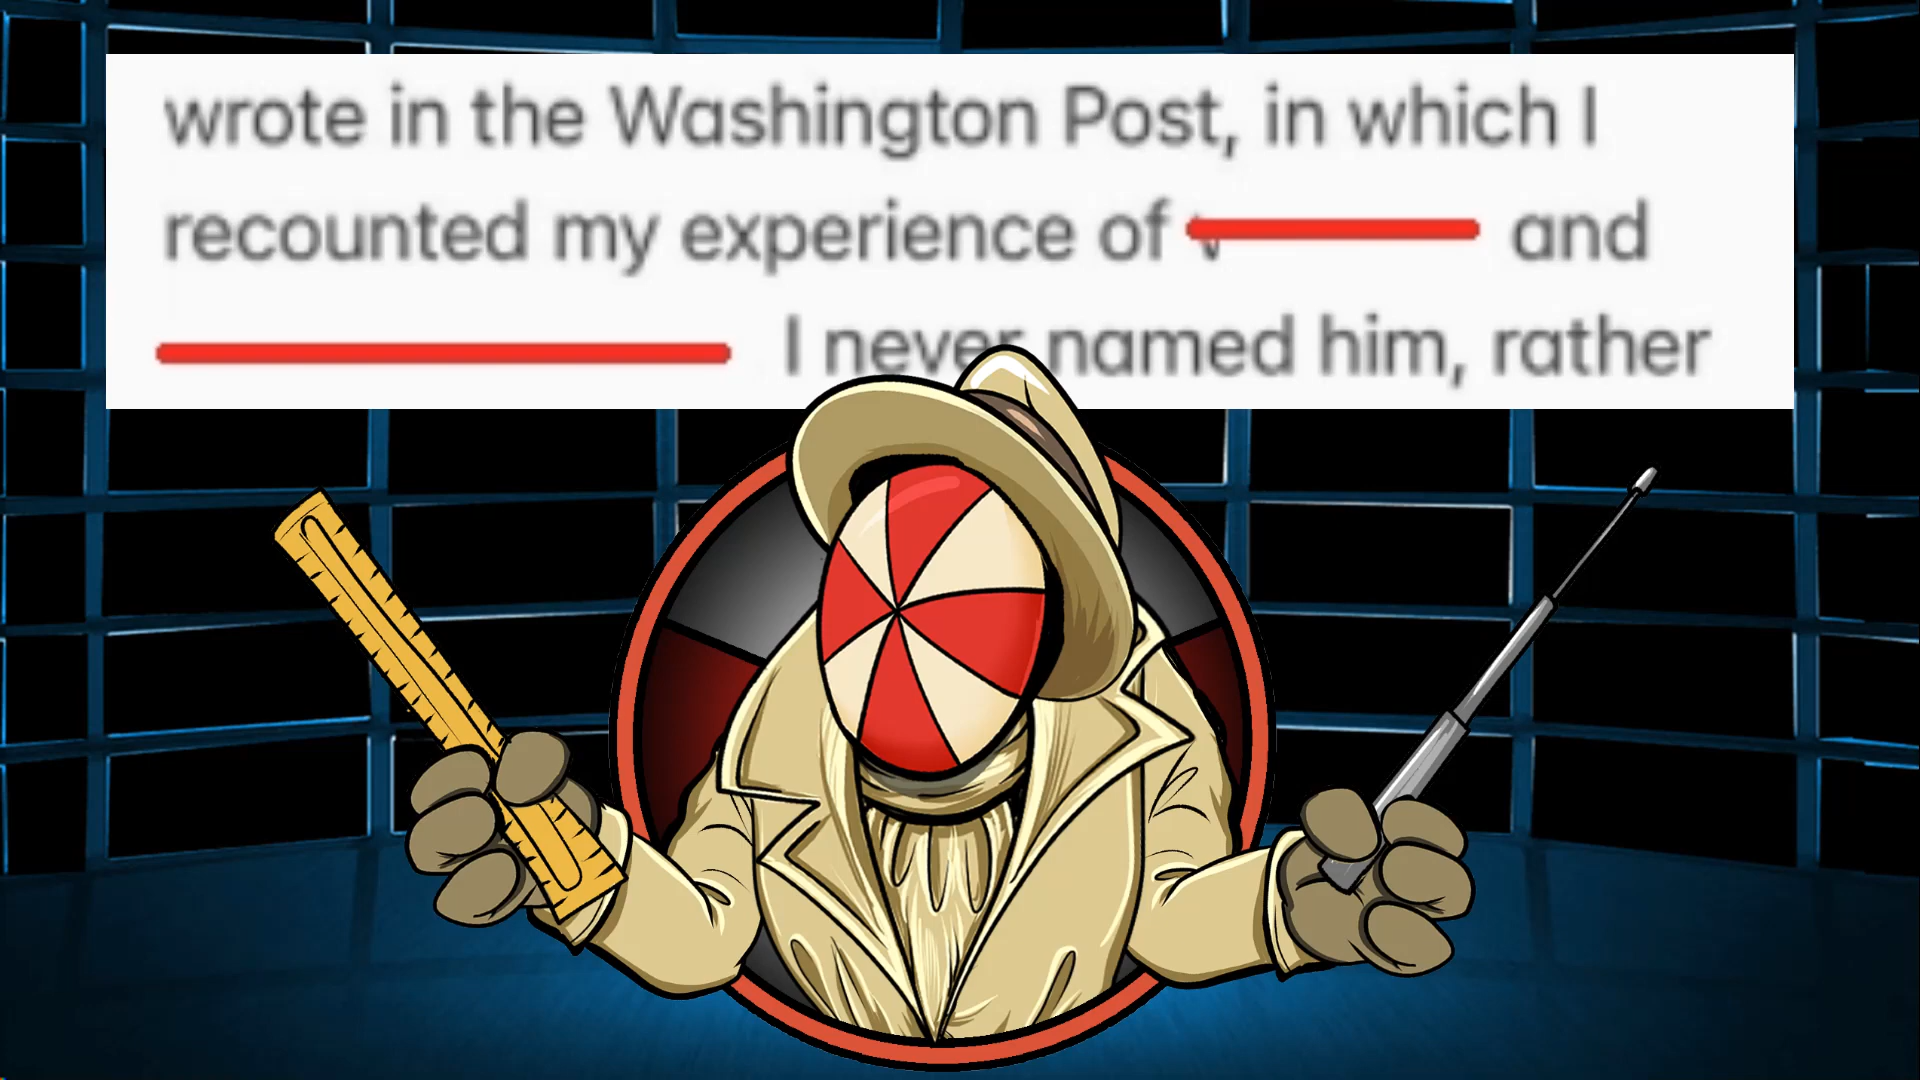 wrote in the Washington Post, in which I
recounted my experience of and
I never named him, rather